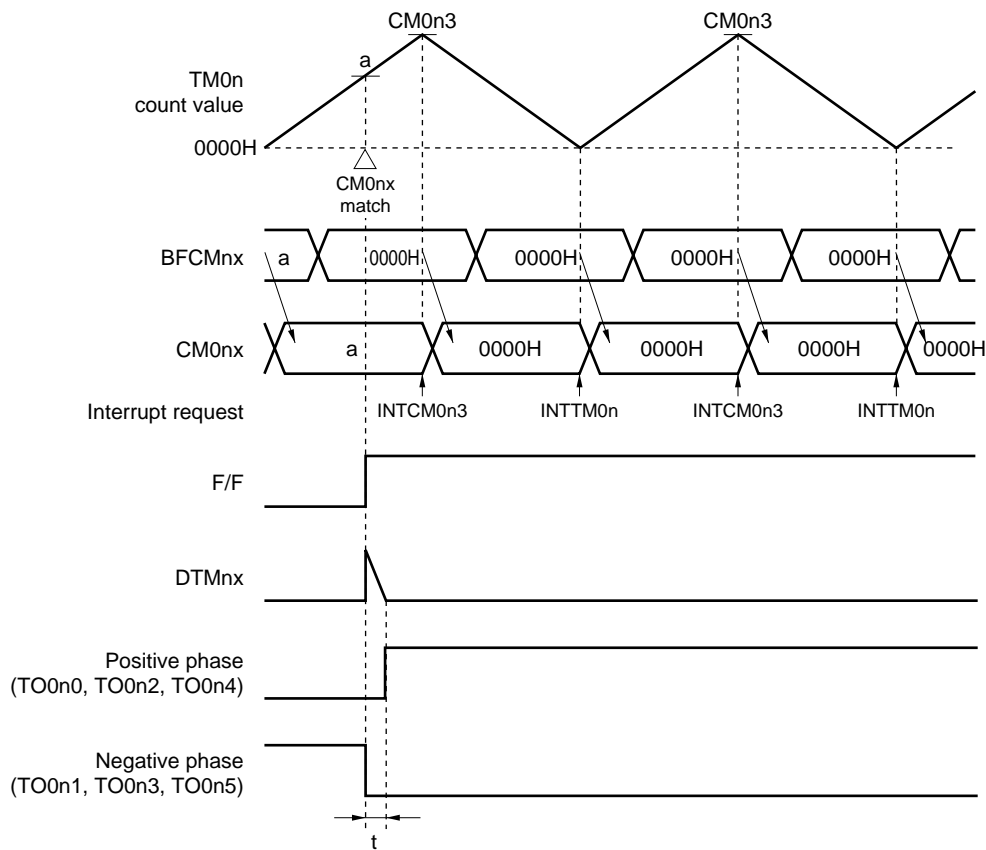 CM0n3 CM0n3
a
TM0n
count value
0000H
CM0nx
match
BFCMnx a 0000H 0000H 0000H 0000H
CM0nx a 0000H 0000H 0000H 0000H
Interrupt request INTCM0n3 INTTM0n INTCM0n3 INTTM0n
F/F
DTMnx
Positive phase
(TO0n0, TO0n2, TO0n4)
Negative phase
(TO0n1, TO0n3, TO0n5)
t